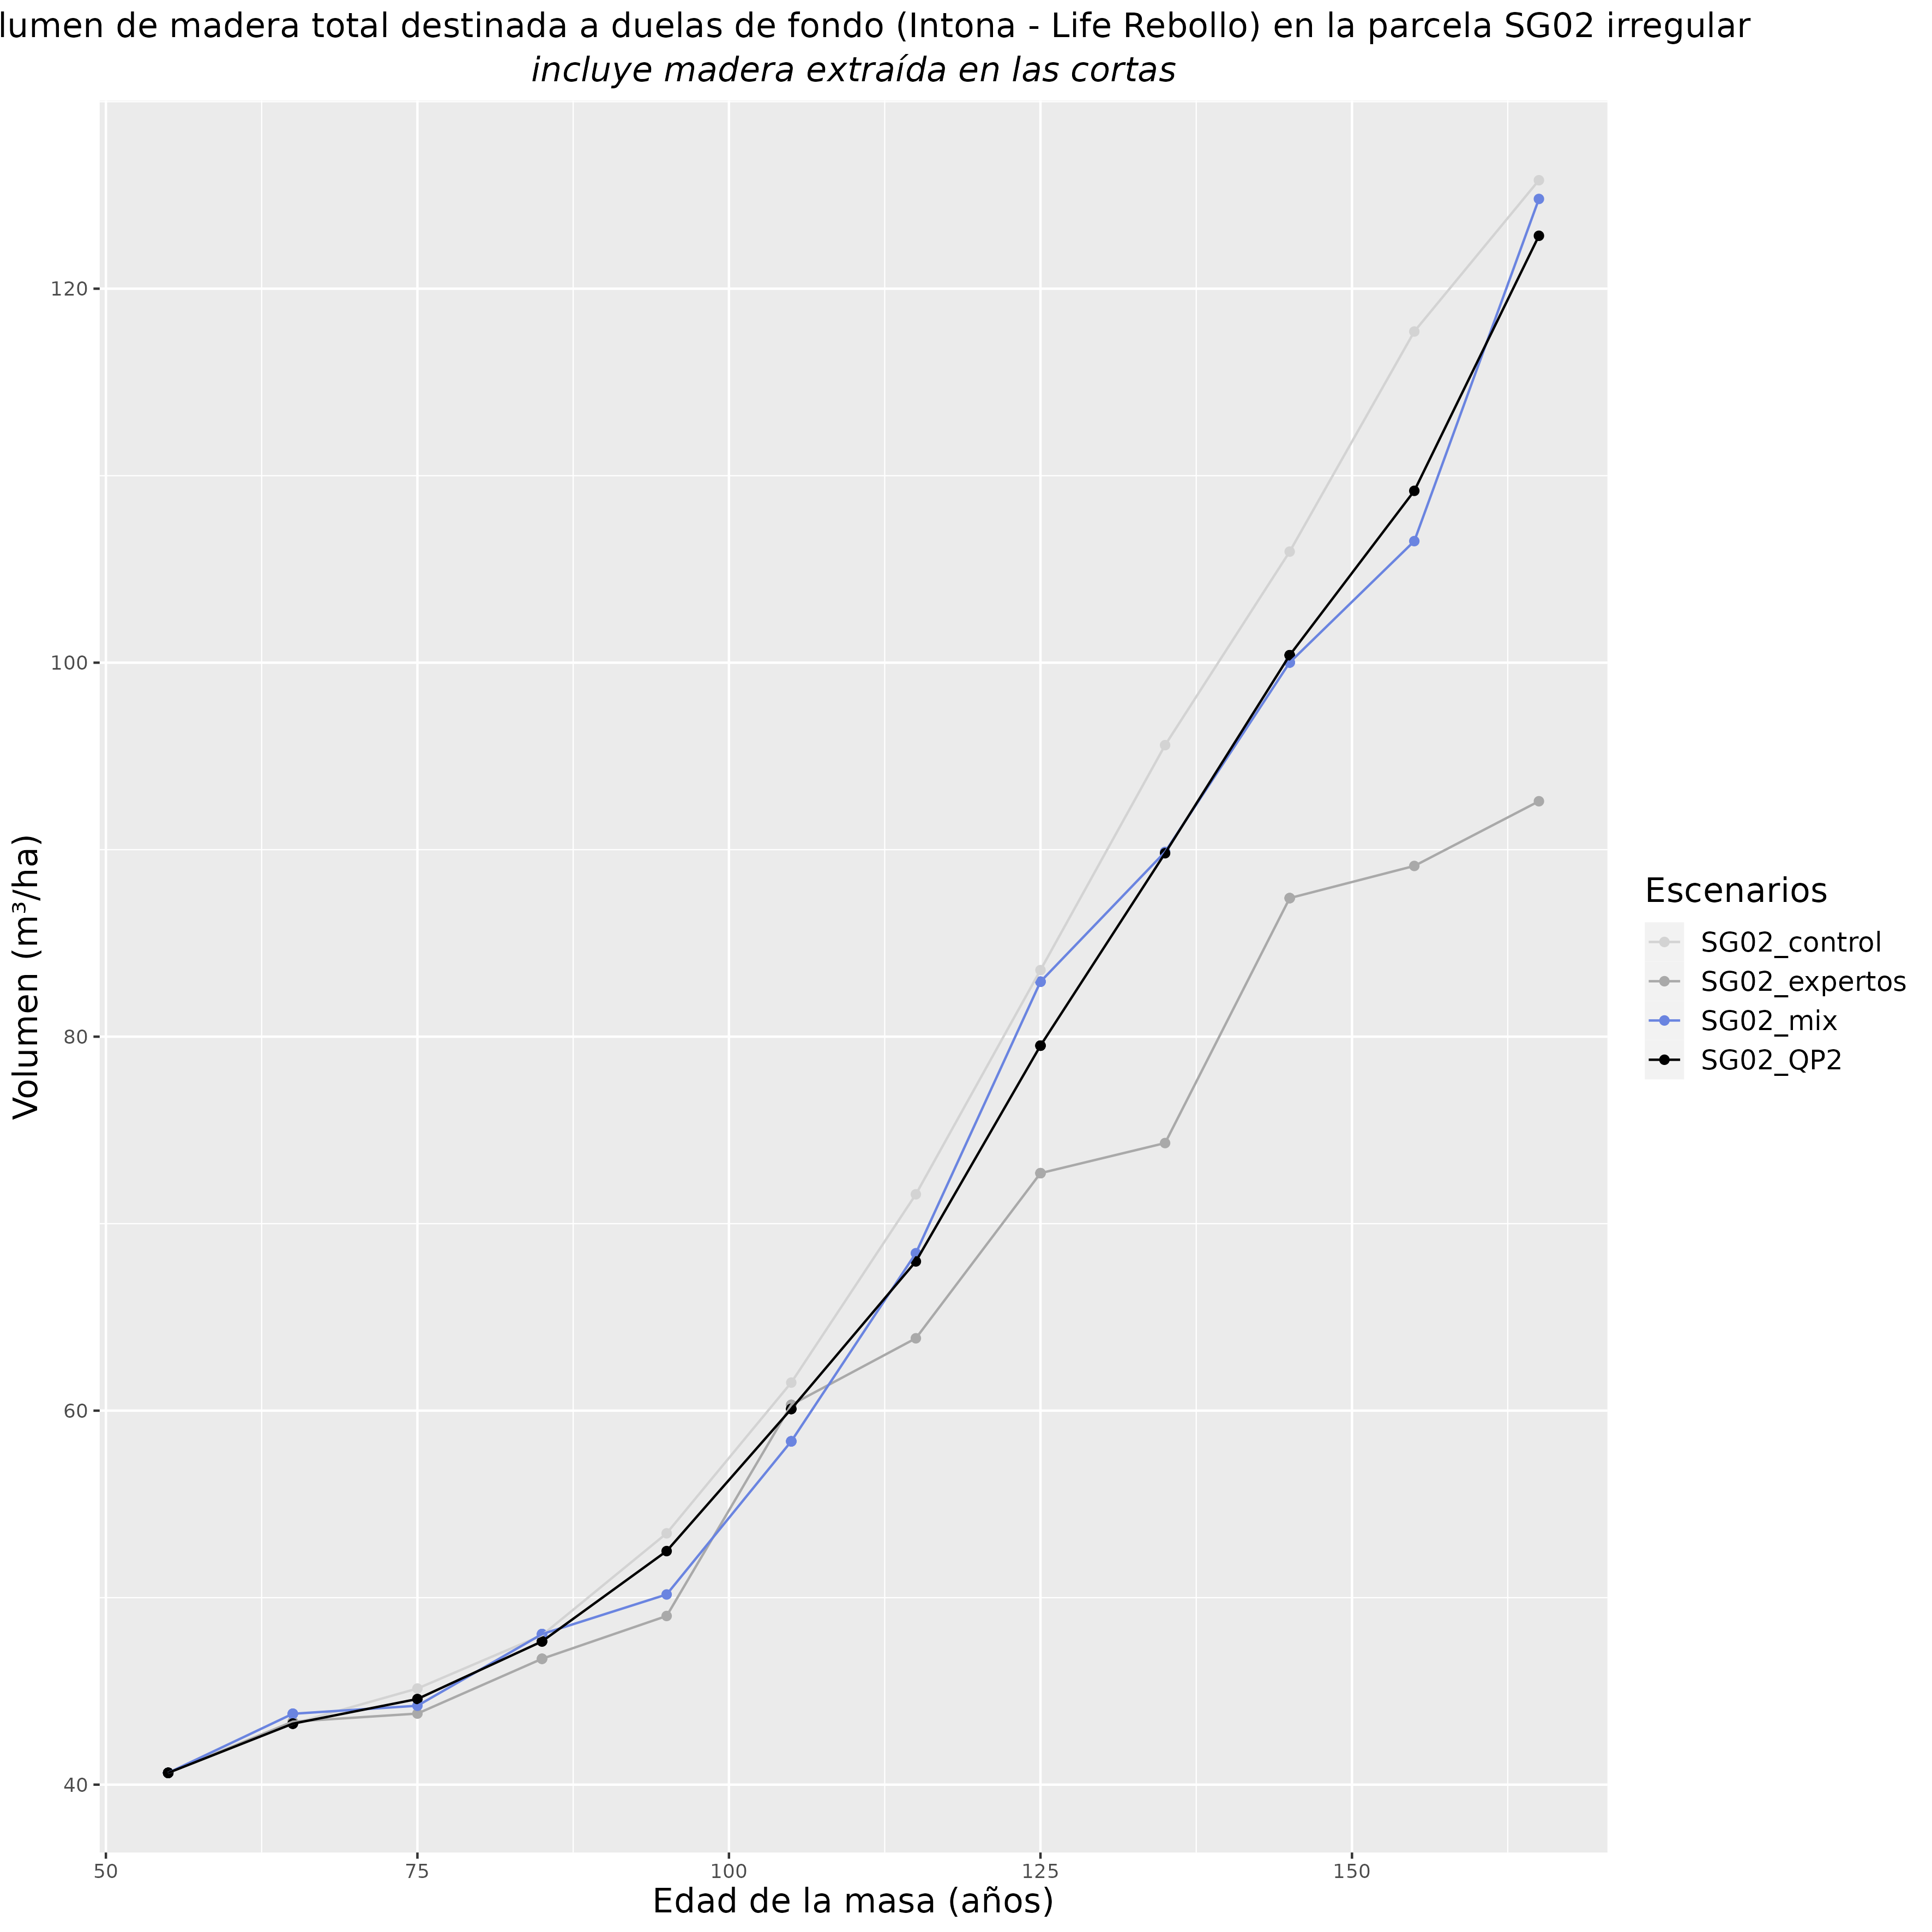 lumen de madera total destinada a duelas de fondo (Intona - Life Rebollo) en la parcela SG02 irregular
incluye madera extraída en las cortas
Volumen (m³/ha)
120
100
80
60
40
50 75 100 125 150
Edad de la masa (años)
Escenarios
SG02_control
SG02_expertos
SG02_mix
SG02_QP2